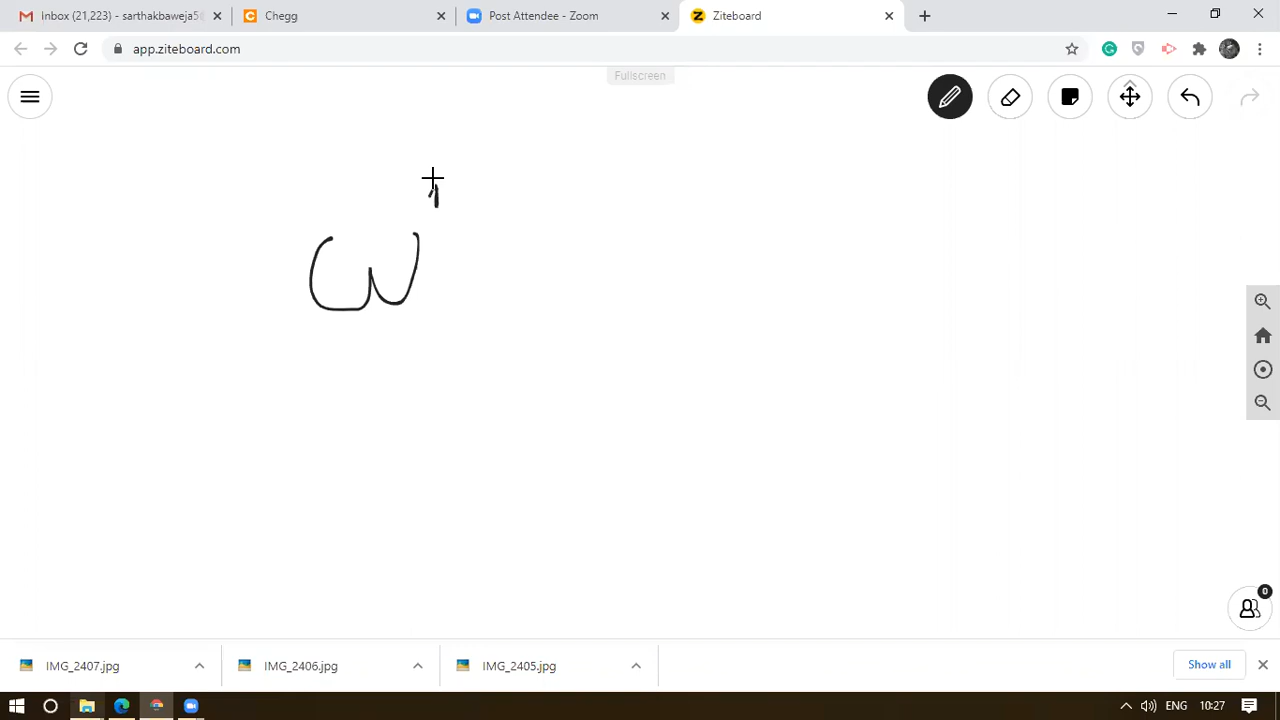 Inbox (21,223) - sarthakbaweja5
Chegg
Post Attendee - Zoom
Ziteboard
app.ziteboard.com
Fullscreen
ω
0
IMG_2407.jpg
IMG_2406.jpg
IMG_2405.jpg
Show all
ENG
10:27